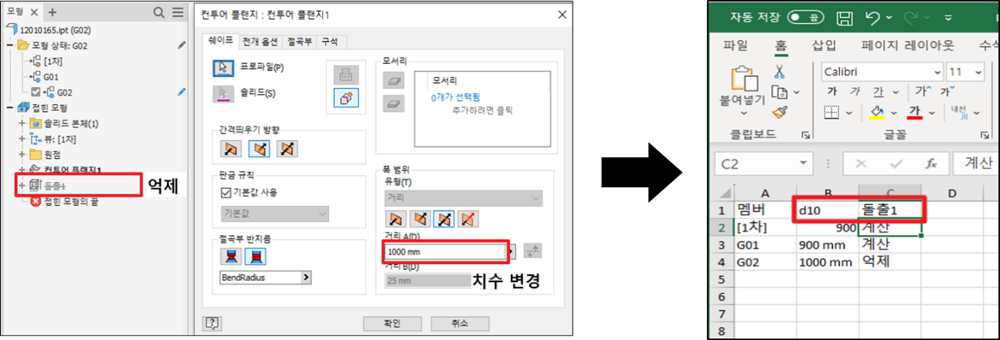 모형
12010165.ipt (G02)
모형 상태: G02
[1차]
G01
G02
접힌 모형
솔리드 본체(1)
뷰: [1차]
원점
컨투어 플랜지1
돌출1
억제
접힌 모형의 끝
컨투어 플랜지 : 컨투어 플랜지1
쉐이프 전개 옵션 절곡부 구석
프로파일(P)
솔리드(S)
모서리
모서리
0개가 선택됨
추가하려면 클릭
간격띄우기 방향
판금 규칙
기본값 사용
기본값
절곡부 반지름
BendRadius
폭 범위
유형(T)
거리
거리 A(D)
1000 mm
거리 B(D)
25 mm
치수 변경
확인 취소
자동 저장 끔
파일 홈 삽입 페이지 레이아웃 수식
붙여넣기
Calibri 11
가 가 가 가 가
가 내천
클립보드 글꼴
C2 fx 계산
A B C D
1 멤버 d10 돌출1
2 [1차] 900 계산
3 G01 900 mm 계산
4 G02 1000 mm 억제
5
6
7
8